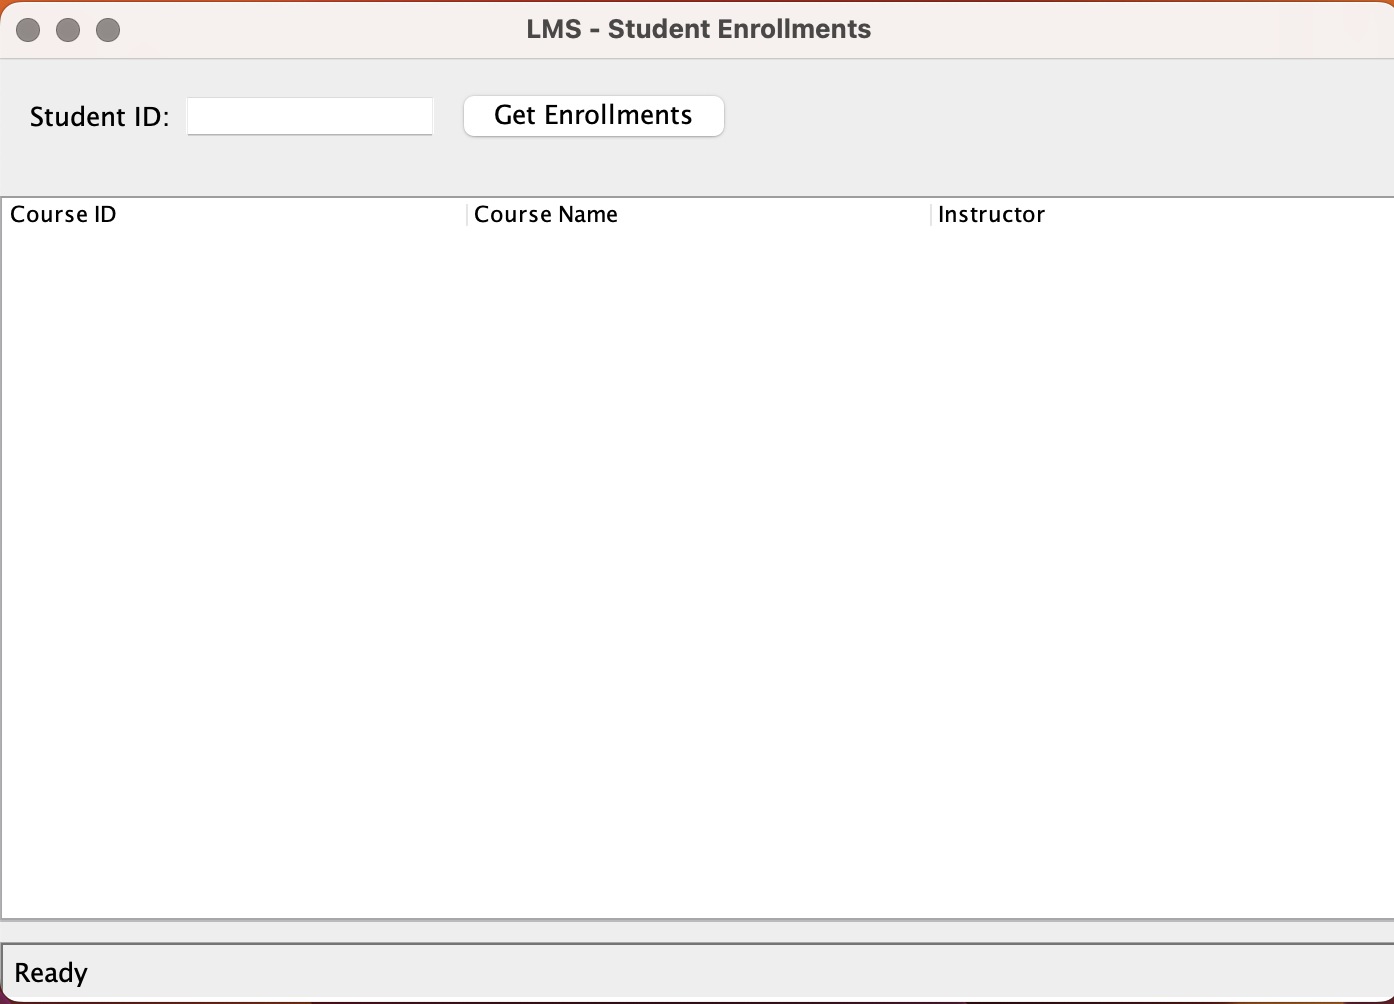 LMS - Student Enrollments
Student ID: Get Enrollments
Course ID Course Name Instructor
Ready